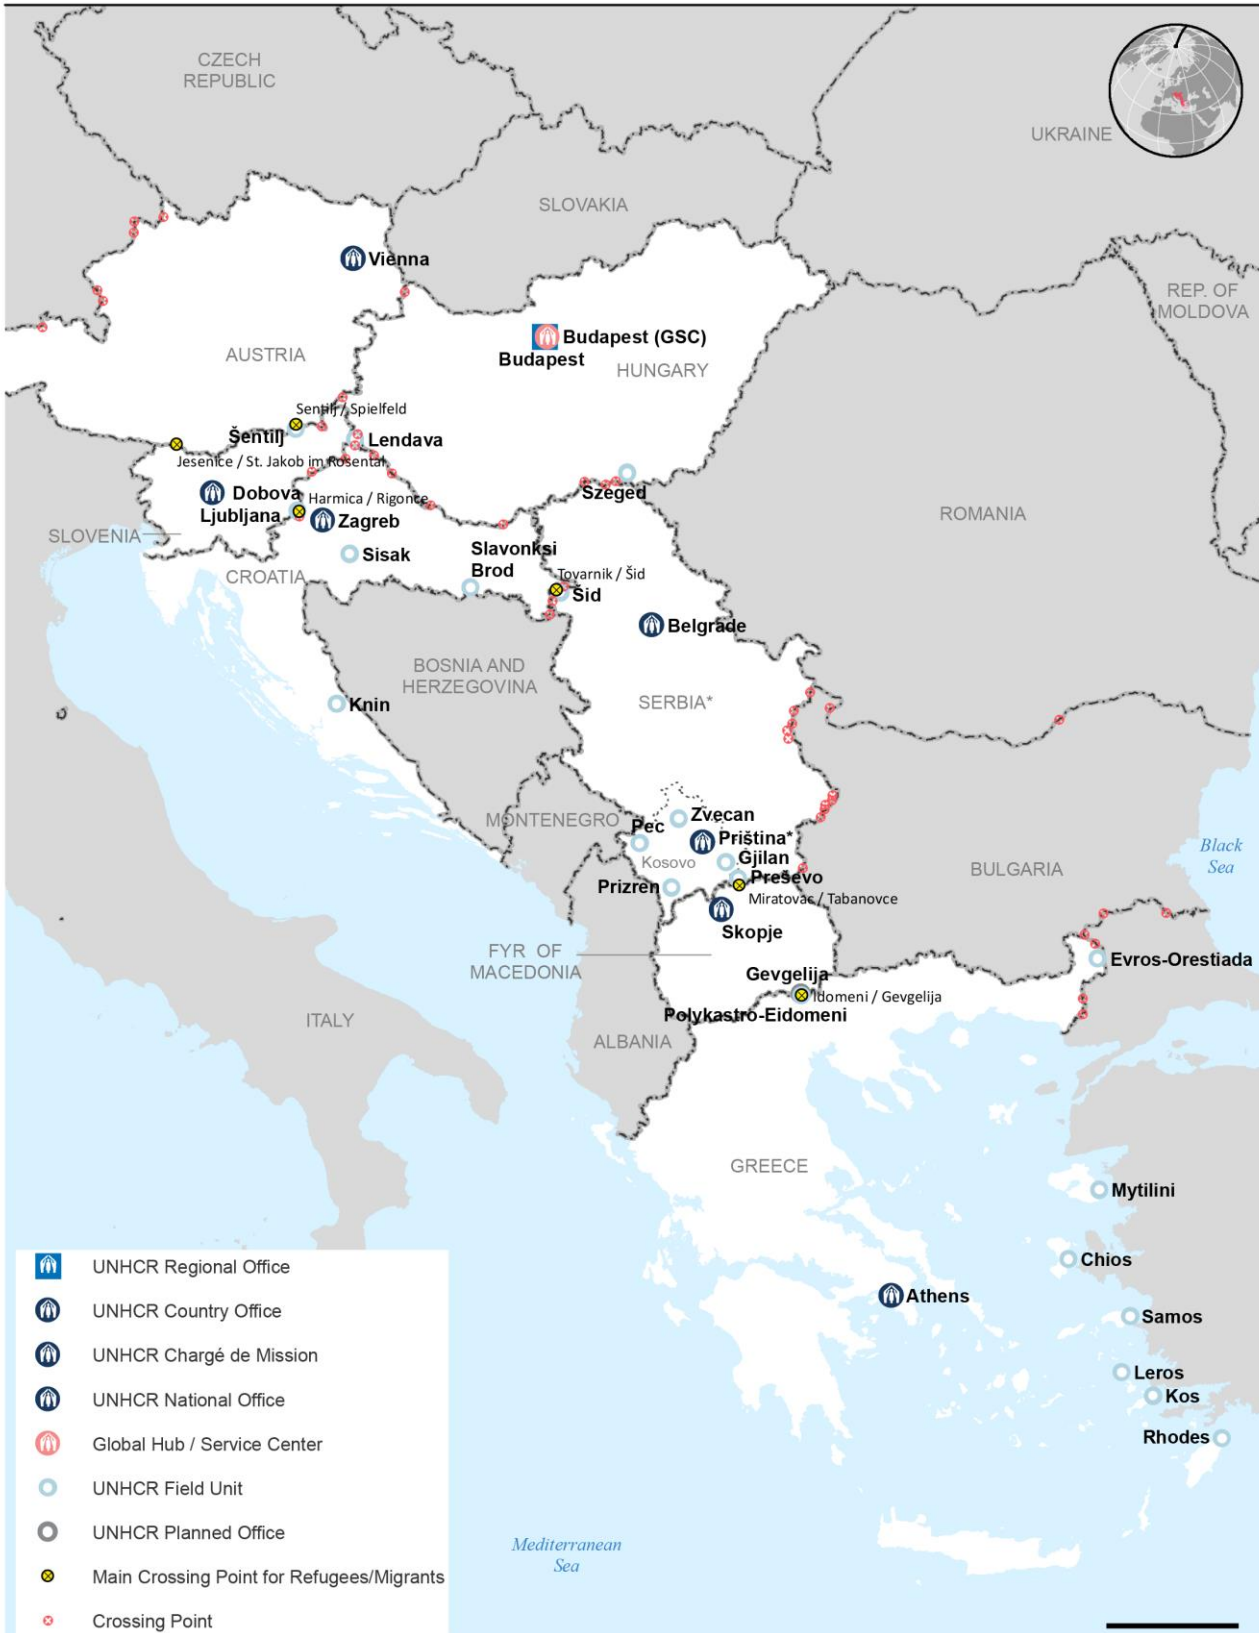 CZECH
REPUBLIC
UKRAINE
SLOVAKIA
Vienna
REP. OF
MOLDOVA
Budapest (GSC)
Budapest
AUSTRIA
HUNGARY
Sentilj / Spielfeld
Šentilj
Lendava
Jesenice / St. Jakob im Rosental
Dobova
Harmica / Rigonce
Szeged
Ljubljana
Zagreb
ROMANIA
SLOVENIA
Sisak
Slavonksi
Brod
CROATIA
Tovarnik / Šid
Šid
Belgrade
BOSNIA AND
HERZEGOVINA
SERBIA*
Knin
MONTENEGRO
Zvecan
Pec
Priština*
Kosovo
Gjilan
Preševo
Prizren
Miratovac / Tabanovce
Black
Sea
BULGARIA
Skopje
FYR OF
MACEDONIA
Evros-Orestiada
Gevgelija
Idomeni / Gevgelija
Polykastro-Eidomeni
ITALY
ALBANIA
GREECE
Mytilini
Chios
Athens
Samos
Leros
Kos
Rhodes
Mediterranean
Sea
UNHCR Regional Office
UNHCR Country Office
UNHCR Chargé de Mission
UNHCR National Office
Global Hub / Service Center
UNHCR Field Unit
UNHCR Planned Office
Main Crossing Point for Refugees/Migrants
Crossing Point